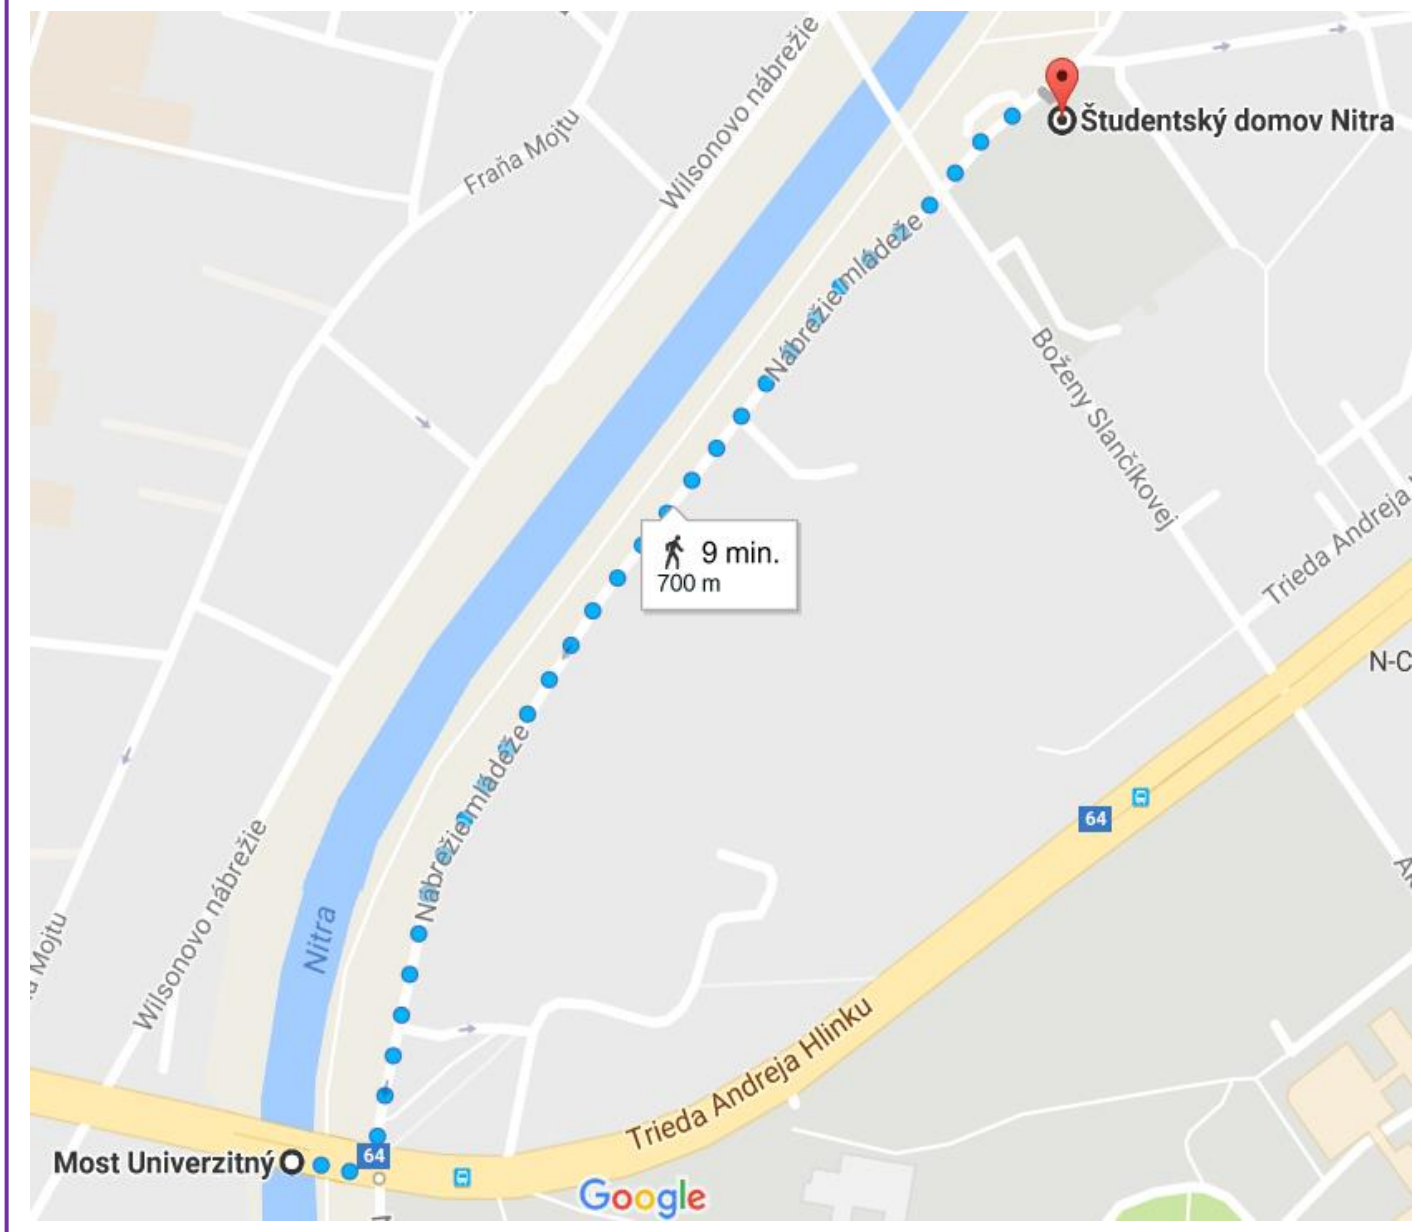 Wilsonovo nábrežie
Fraňa Mojtu
Študentský domov Nitra
Nábrežie mládeže
Boženy Slančíkovej
Trieda Andreja
9 min.
700 m
N-C
64
Nábrežie mládeže
Wilsonovo nábrežie
Nitra
Mojtu
Trieda Andreja Hlinku
Most Univerzitný
64
Google